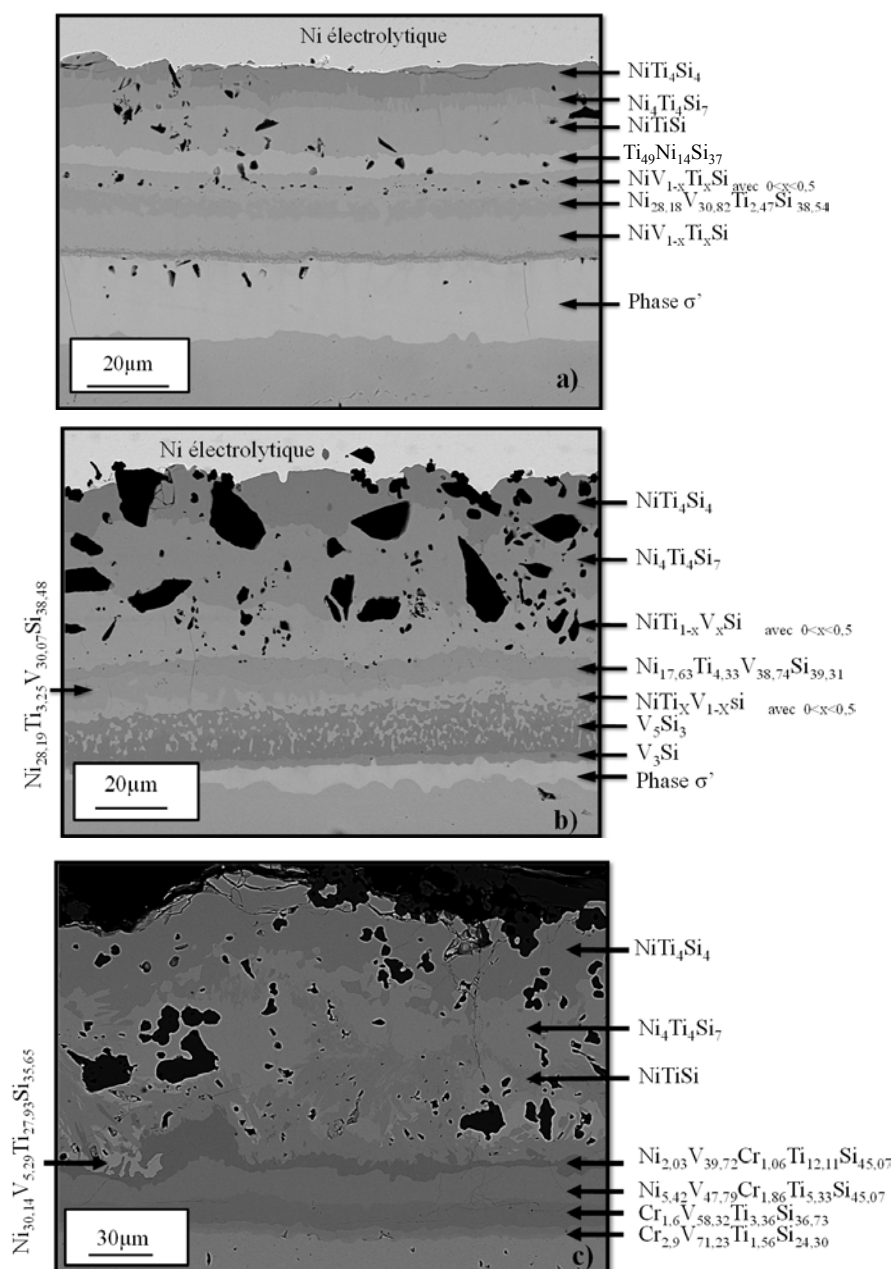 Ni électrolytique
NiTi₄Si₄
Ni₄Ti₄Si₇
NiTiSi
Ti₄₉Ni₁₄Si₃₇
NiV₁₋ₓTiₓSi avec 0<x<0,5
Ni₂₈,₁₈V₃₀,₈₂Ti₂,₄₇Si₃₈,₅₄
NiV₁₋ₓTiₓSi
Phase σ’
20µm
a)
Ni électrolytique
NiTi₄Si₄
Ni₄Ti₄Si₇
NiTi₁₋ₓVₓSi avec 0<x<0,5
Ni₁₇,₆₃Ti₄,₃₃V₃₈,₇₄Si₃₉,₃₁
Ni₂₈,₁₉Ti₃,₂₅V₃₀,₀₇Si₃₈,₄₈
NiTiₓV₁₋ₓsi avec 0<x<0,5
V₅Si₃
V₃Si
Phase σ’
20µm
b)
NiTi₄Si₄
Ni₄Ti₄Si₇
NiTiSi
Ni₃₀,₁₄V₅,₂₉Ti₂₇,₉₃Si₃₅,₆₅
Ni₂,₀₃V₃₉,₇₂Cr₁,₀₆Ti₁₂,₁₁Si₄₅,₀₇
Ni₅,₄₂V₄₇,₇₉Cr₁,₈₆Ti₅,₃₃Si₄₅,₀₇
Cr₁,₆V₅₈,₃₂Ti₃,₃₆Si₃₆,₇₃
Cr₂,₉V₇₁,₂₃Ti₁,₅₆Si₂₄,₃₀
30µm
c)